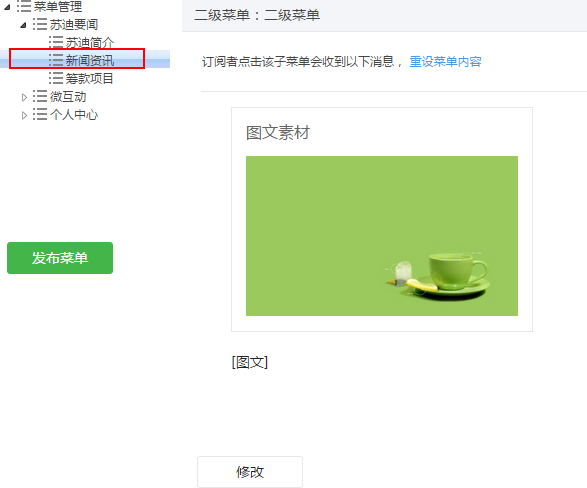 菜单管理
苏迪要闻
苏迪简介
新闻资讯
筹款项目
微互动
个人中心
发布菜单
二级菜单：二级菜单
订阅者点击该子菜单会收到以下消息， 重设菜单内容
图文素材
[图文]
修改